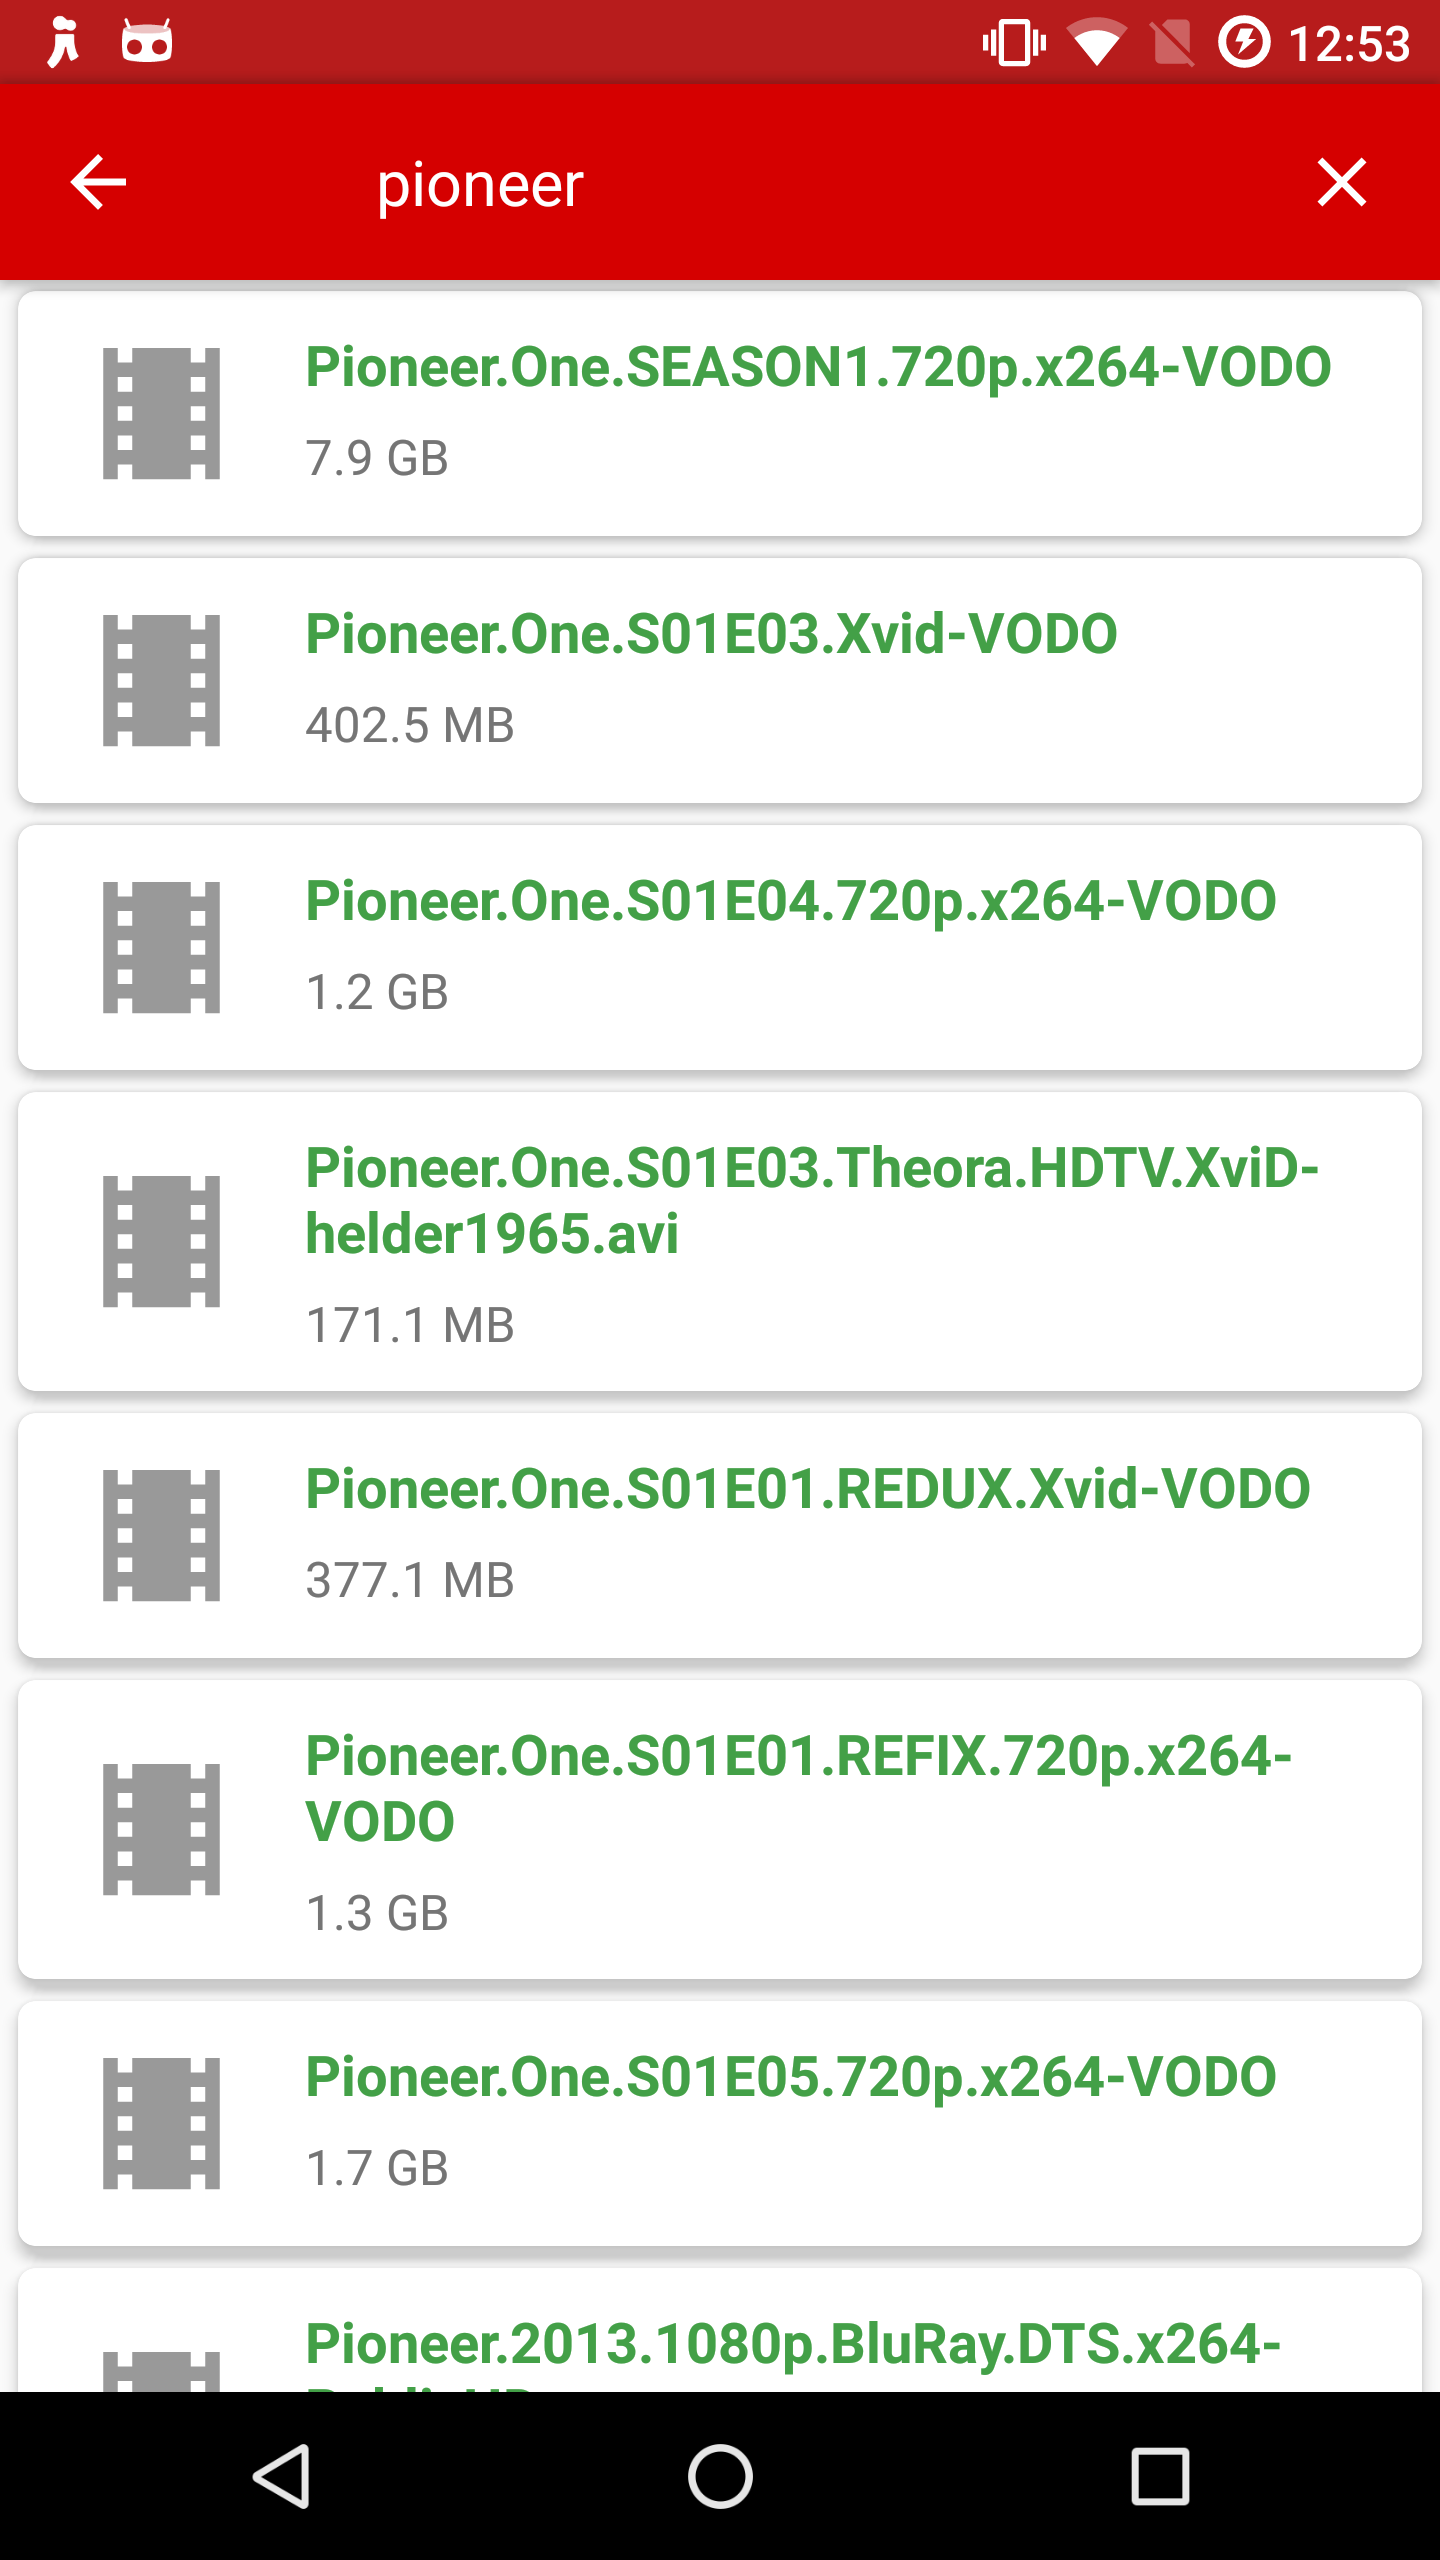 12:53
pioneer
Pioneer.One.SEASON1.720p.x264-VODO
7.9 GB
Pioneer.One.S01E03.Xvid-VODO
402.5 MB
Pioneer.One.S01E04.720p.x264-VODO
1.2 GB
Pioneer.One.S01E03.Theora.HDTV.XviD-
helder1965.avi
171.1 MB
Pioneer.One.S01E01.REDUX.Xvid-VODO
377.1 MB
Pioneer.One.S01E01.REFIX.720p.x264-
VODO
1.3 GB
Pioneer.One.S01E05.720p.x264-VODO
1.7 GB
Pioneer.2013.1080p.BluRay.DTS.x264-